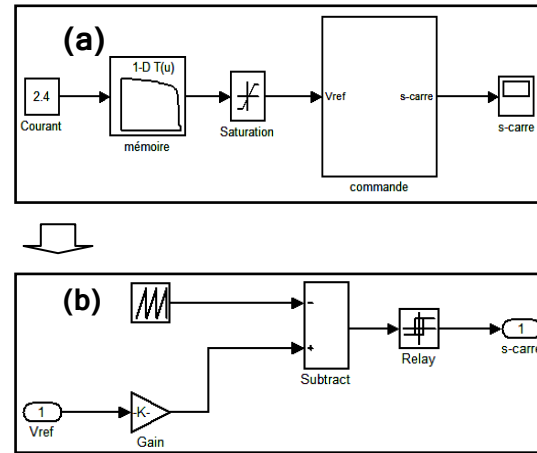 (a)
1-D T(u)
2.4
Courant
mémoire
Saturation
Vref
s-carre
commande
s-carre
(b)
-
+
Subtract
Relay
1
s-carre
1
Vref
-K-
Gain